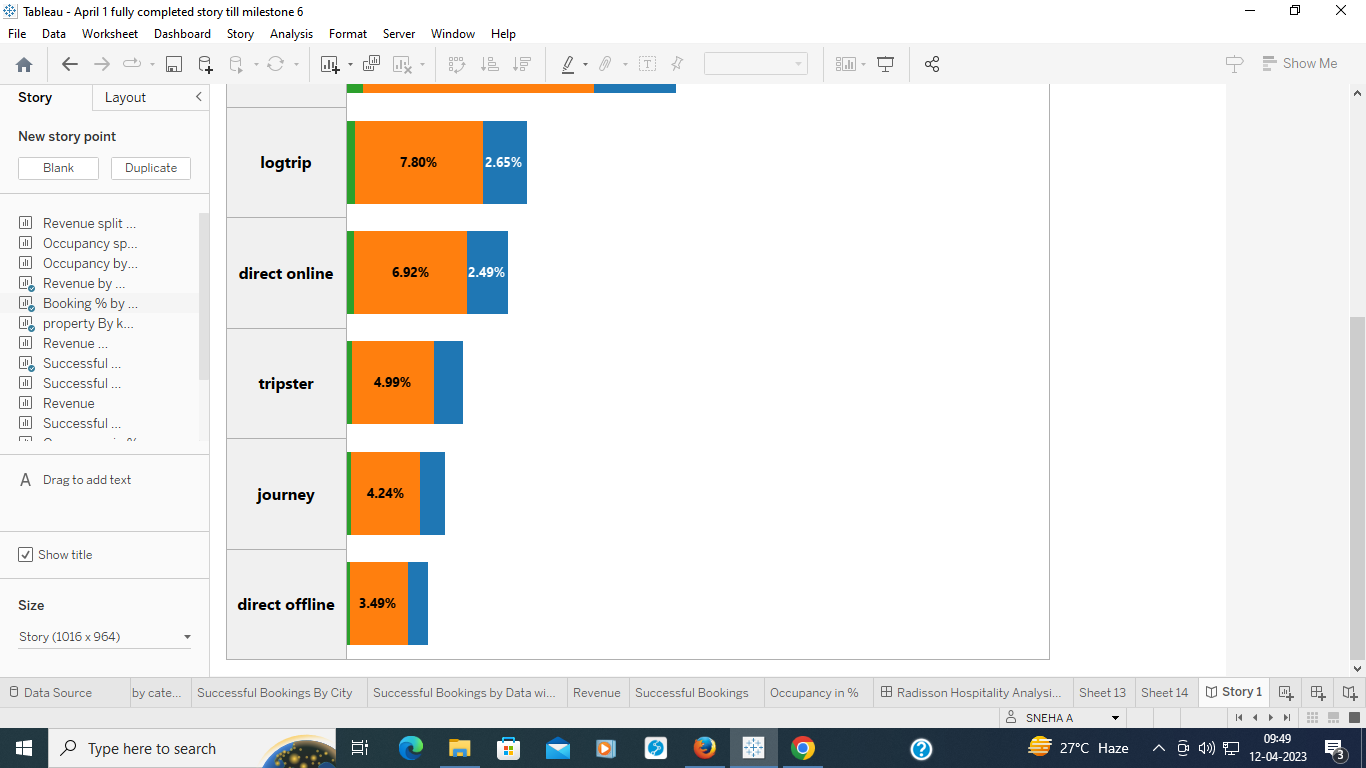 Tableau - April 1 fully completed story till milestone 6
File Data Worksheet Dashboard Story Analysis Format Server Window Help
Show Me
Story Layout
New story point
Blank Duplicate
Revenue split ...
Occupancy sp...
Occupancy by...
Revenue by ...
Booking % by ...
property By k...
Revenue ...
Successful ...
Successful ...
Revenue
Successful ...
A Drag to add text
Show title
Size
Story (1016 x 964)
logtrip 7.80% 2.65%
direct online 6.92% 2.49%
tripster 4.99%
journey 4.24%
direct offline 3.49%
Data Source by cate... Successful Bookings By City Successful Bookings by Data wi... Revenue Successful Bookings Occupancy in % Radisson Hospitality Analysi... Sheet 13 Sheet 14 Story 1
SNEHA A
Type here to search
27°C Haze
09:49
12-04-2023
3